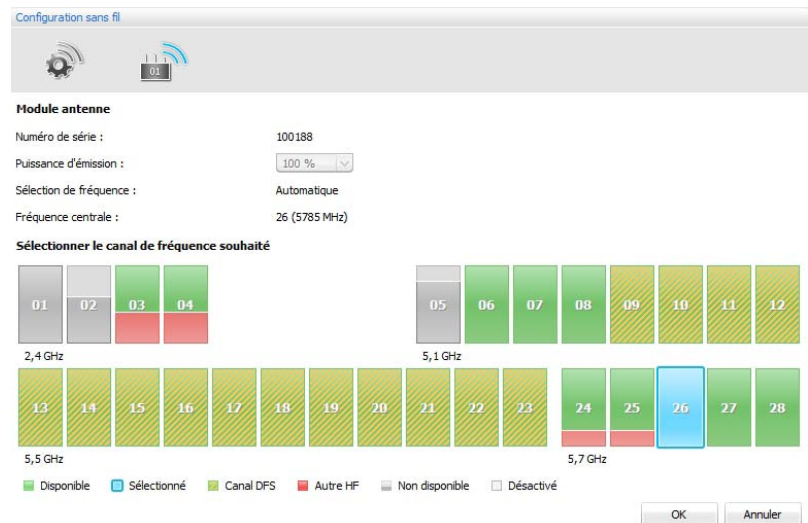 Configuration sans fil
01
Module antenne
Numéro de série : 100188
Puissance d'émission : 100 %
Sélection de fréquence : Automatique
Fréquence centrale : 26 (5785 MHz)
Sélectionner le canal de fréquence souhaité
01 02 03 04 05 06 07 08 09 10 11 12
2,4 GHz 5,1 GHz
13 14 15 16 17 18 19 20 21 22 23 24 25 26 27 28
5,5 GHz 5,7 GHz
Disponible Sélectionné Canal DFS Autre HF Non disponible Désactivé
OK Annuler